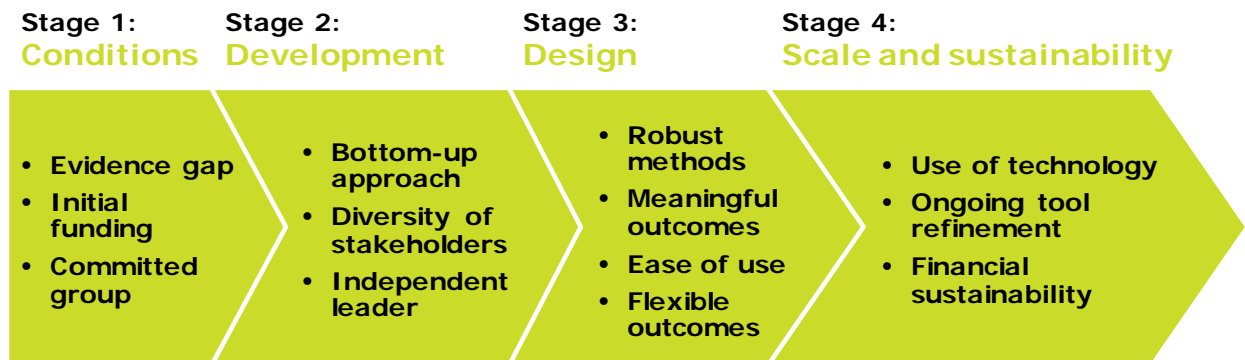 Stage 1:
Conditions
Stage 2:
Development
Stage 3:
Design
Stage 4:
Scale and sustainability
• Evidence gap
• Initial
funding
• Committed
group
• Bottom-up
approach
• Diversity of
stakeholders
• Independent
leader
• Robust
methods
• Meaningful
outcomes
• Ease of use
• Flexible
outcomes
• Use of technology
• Ongoing tool
refinement
• Financial
sustainability